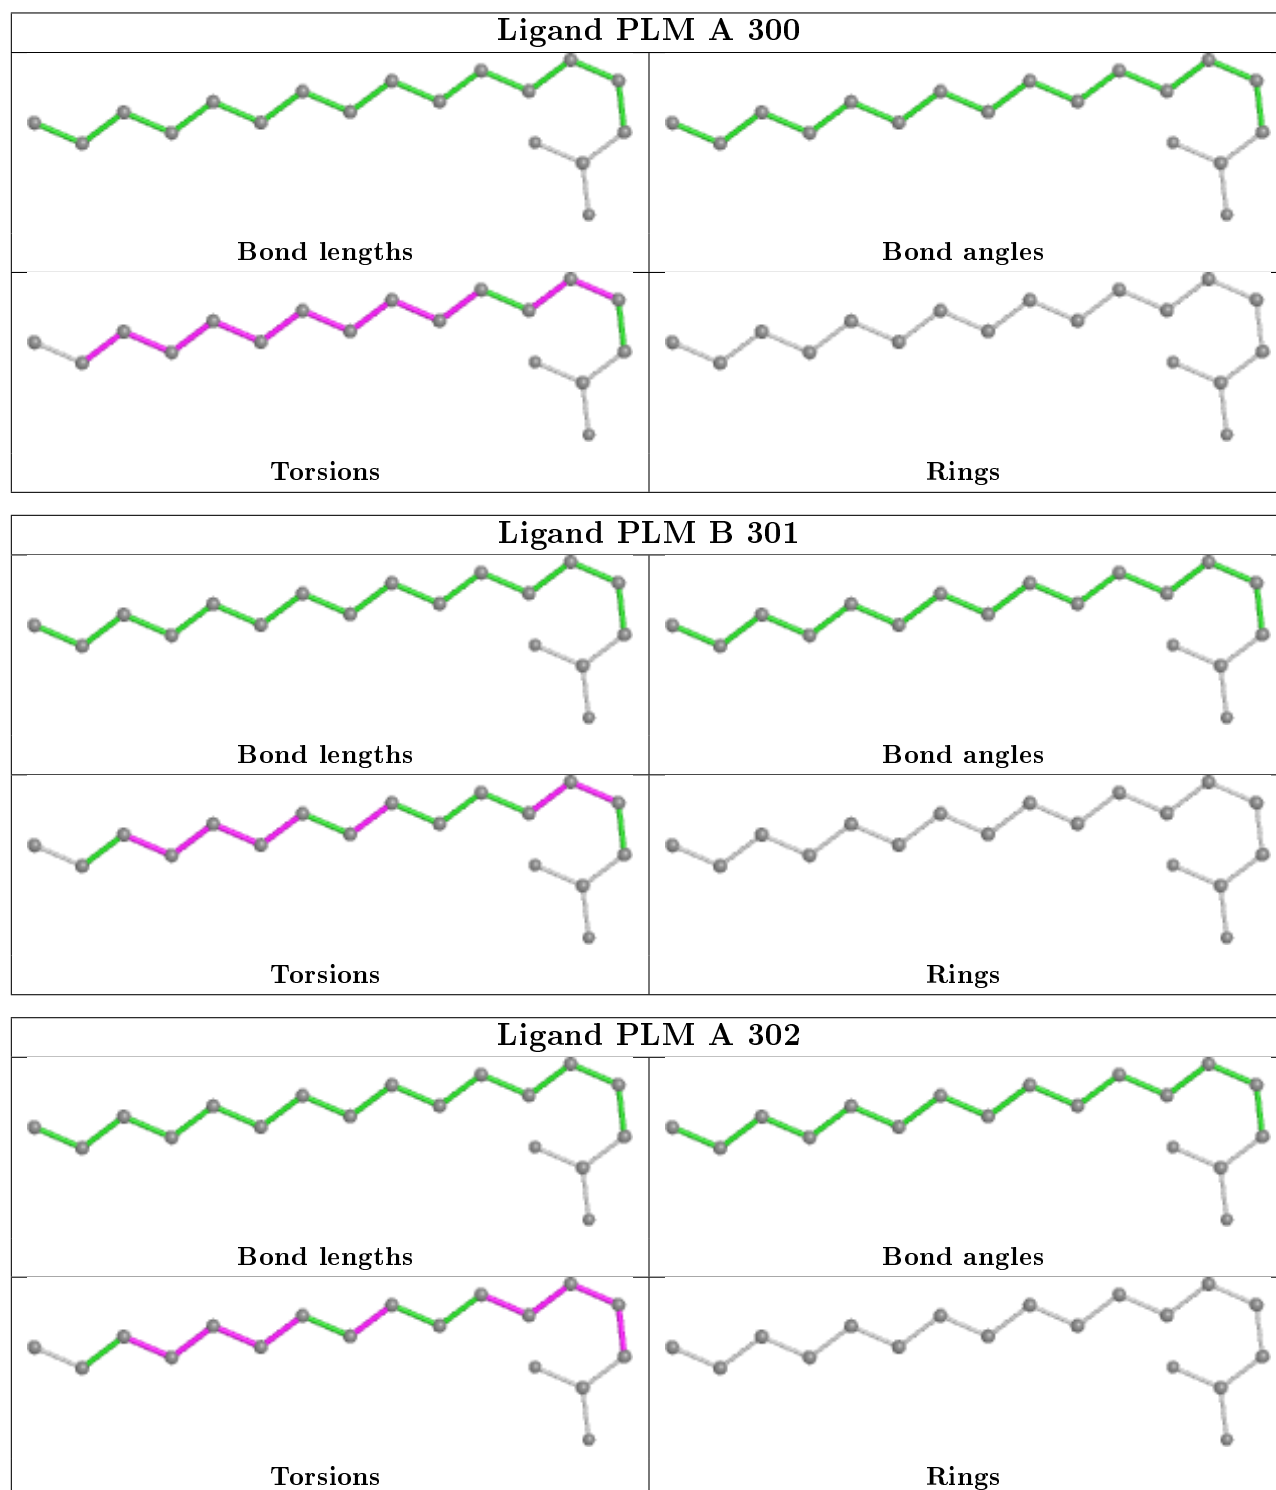 Ligand PLM A 300
Bond lengths
Bond angles
Torsions
Rings
Ligand PLM B 301
Bond lengths
Bond angles
Torsions
Rings
Ligand PLM A 302
Bond lengths
Bond angles
Torsions
Rings